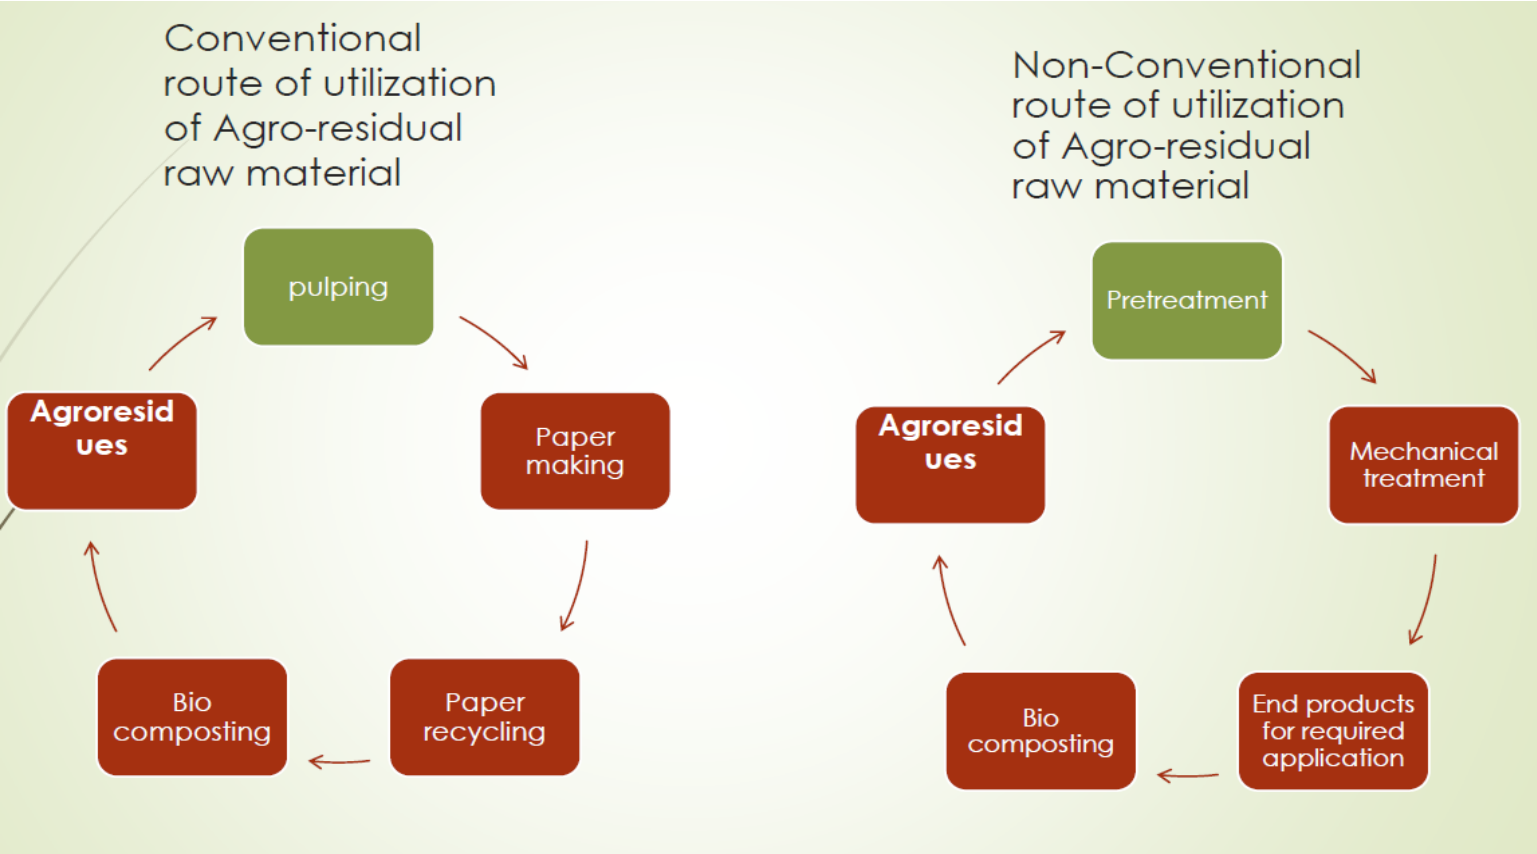 Conventional
route of utilization
of Agro-residual
raw material
pulping
Paper
making
Paper
recycling
Bio
composting
Agroresid
ues
Non-Conventional
route of utilization
of Agro-residual
raw material
Pretreatment
Mechanical
treatment
End products
for required
application
Bio
composting
Agroresid
ues